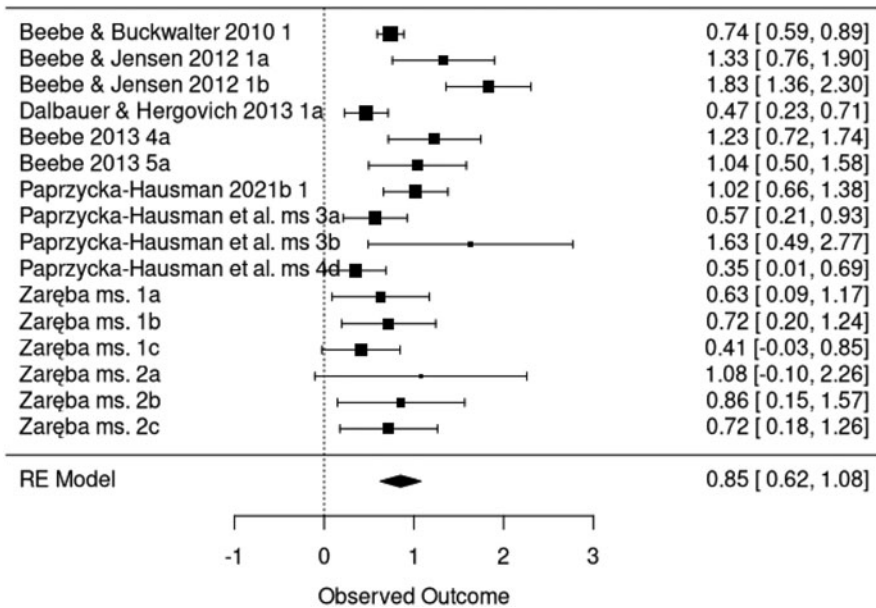 Beebe & Buckwalter 2010 1 0.74 [ 0.59, 0.89]
Beebe & Jensen 2012 1a 1.33 [ 0.76, 1.90]
Beebe & Jensen 2012 1b 1.83 [ 1.36, 2.30]
Dalbauer & Hergovich 2013 1a 0.47 [ 0.23, 0.71]
Beebe 2013 4a 1.23 [ 0.72, 1.74]
Beebe 2013 5a 1.04 [ 0.50, 1.58]
Paprzycka-Hausman 2021b 1 1.02 [ 0.66, 1.38]
Paprzycka-Hausman et al. ms 3a 0.57 [ 0.21, 0.93]
Paprzycka-Hausman et al. ms 3b 1.63 [ 0.49, 2.77]
Paprzycka-Hausman et al. ms 4d 0.35 [ 0.01, 0.69]
Zaręba ms. 1a 0.63 [ 0.09, 1.17]
Zaręba ms. 1b 0.72 [ 0.20, 1.24]
Zaręba ms. 1c 0.41 [-0.03, 0.85]
Zaręba ms. 2a 1.08 [-0.10, 2.26]
Zaręba ms. 2b 0.86 [ 0.15, 1.57]
Zaręba ms. 2c 0.72 [ 0.18, 1.26]
RE Model 0.85 [ 0.62, 1.08]
-1 0 1 2 3
Observed Outcome